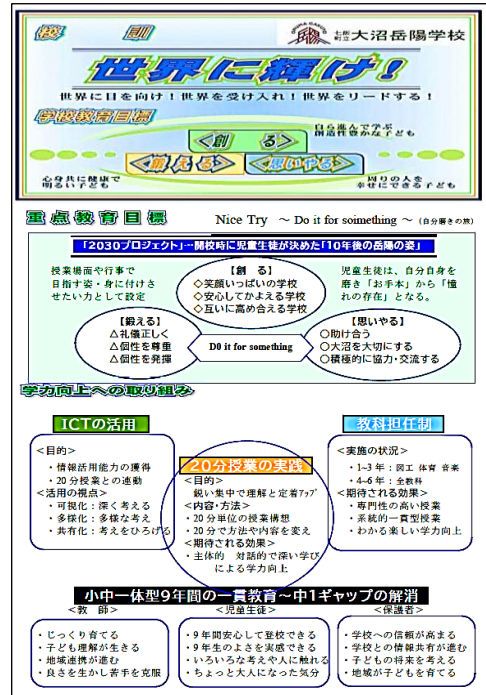 校 訓
七飯町立 大沼岳陽学校
世界に輝け！
世界に目を向け！世界を受け入れ！世界をリードする！
学校教育目標
自ら進んで学ぶ
創造性豊かな子ども
＜創 る＞
＜鍛える＞ ＜思いやる＞
心身共に健康で
明るい子ども
周りの人を
幸せにできる子ども
重点教育目標 Nice Try ～ Do it for soimething ～（自分磨きの旅）
「2030プロジェクト」…開校時に児童生徒が決めた「10年後の岳陽の姿」
授業場面や行事で
目指す姿・身に付けさ
せたい力として設定
【創 る】
◇笑顔いっぱいの学校
◇安心してかよえる学校
◇互いに高め合える学校
児童生徒は、自分自身を
磨き「お手本」から「憧
れの存在」となる。
【鍛える】
△礼儀正しく
△個性を尊重
△個性を発揮
D0 it for something
【思いやる】
○助け合う
○大沼を大切にする
○積極的に協力・交流する
学力向上への取り組み
ICTの活用
＜目的＞
・情報活用能力の獲得
・20分授業との連動
＜活用の視点＞
・可視化：深く考える
・多様化：多様な考え
・共有化：考えをひろげる
20分授業の実践
＜目的＞
鋭い集中で理解と定着アップ
＜内容・方法＞
・20分単位の授業構想
・20分で方法や内容を変え
＜期待される効果＞
・主体的 対話的で深い学び
による学力向上
教科担任制
＜実施の状況＞
・1~3年：図工 体育 音楽
・4~6年：全教科
＜期待される効果＞
・専門性の高い授業
・系統的一貫型授業
・わかる楽しい学力向上
小中一体型9年間の一貫教育～中1ギャップの解消
＜教 師＞
・じっくり育てる
・子ども理解が生きる
・地域連携が進む
・良さを生かし苦手を克服
＜児童生徒＞
・9年間安心して登校できる
・9年生のよさを実感できる
・いろいろな考えや人に触れる
・ちょっと大人になった気分
＜保護者＞
・学校への信頼が高まる
・学校との情報共有が進む
・子どもの将来を考える
・地域が子どもを育てる